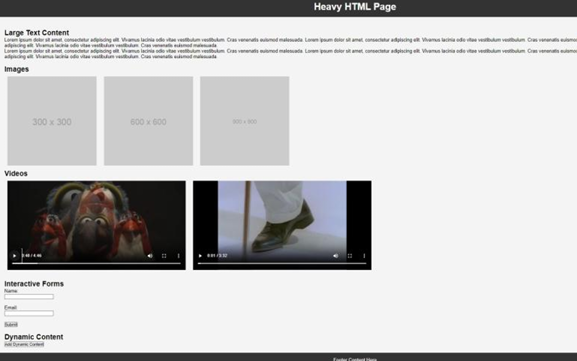 Heavy HTML Page
Large Text Content
Lorem ipsum dolor sit amet, consectetur adipiscing elit. Vivamus lacinia odio vitae vestibulum vestibulum. Cras venenatis euismod malesuada. Lorem ipsum dolor sit amet, consectetur adipiscing elit. Vivamus lacinia odio vitae vestibulum vestibulum. Cras venenatis euismod malesuada. Lorem ipsum dolor sit amet, consectetur
adipiscing elit. Vivamus lacinia odio vitae vestibulum vestibulum. Cras venenatis euismod malesuada.
Lorem ipsum dolor sit amet, consectetur adipiscing elit. Vivamus lacinia odio vitae vestibulum vestibulum. Cras venenatis euismod malesuada. Lorem ipsum dolor sit amet, consectetur adipiscing elit. Vivamus lacinia odio vitae vestibulum vestibulum. Cras venenatis euismod malesuada. Lorem ipsum dolor sit amet, consectetur
adipiscing elit. Vivamus lacinia odio vitae vestibulum vestibulum. Cras venenatis euismod malesuada.
Images
300 x 300
600 x 600
Videos
0:01 / 3:32
Interactive Forms
Name:
Email:
Submit
Dynamic Content
Add Dynamic Content
Footer Content Here